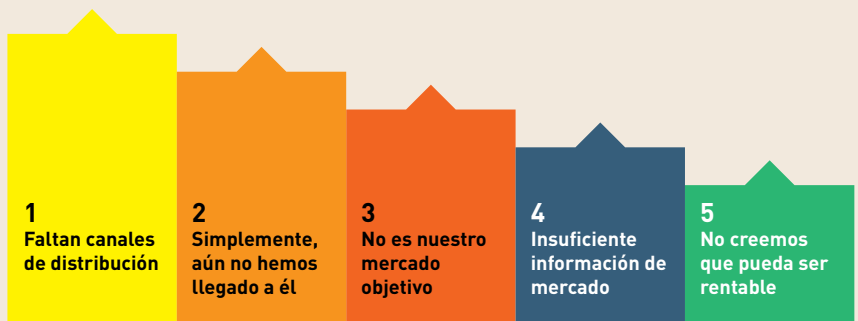 1
Faltan canales
de distribución
2
Simplemente,
aún no hemos
llegado a él
3
No es nuestro
mercado
objetivo
4
Insuficiente
información de
mercado
5
No creemos
que pueda ser
rentable